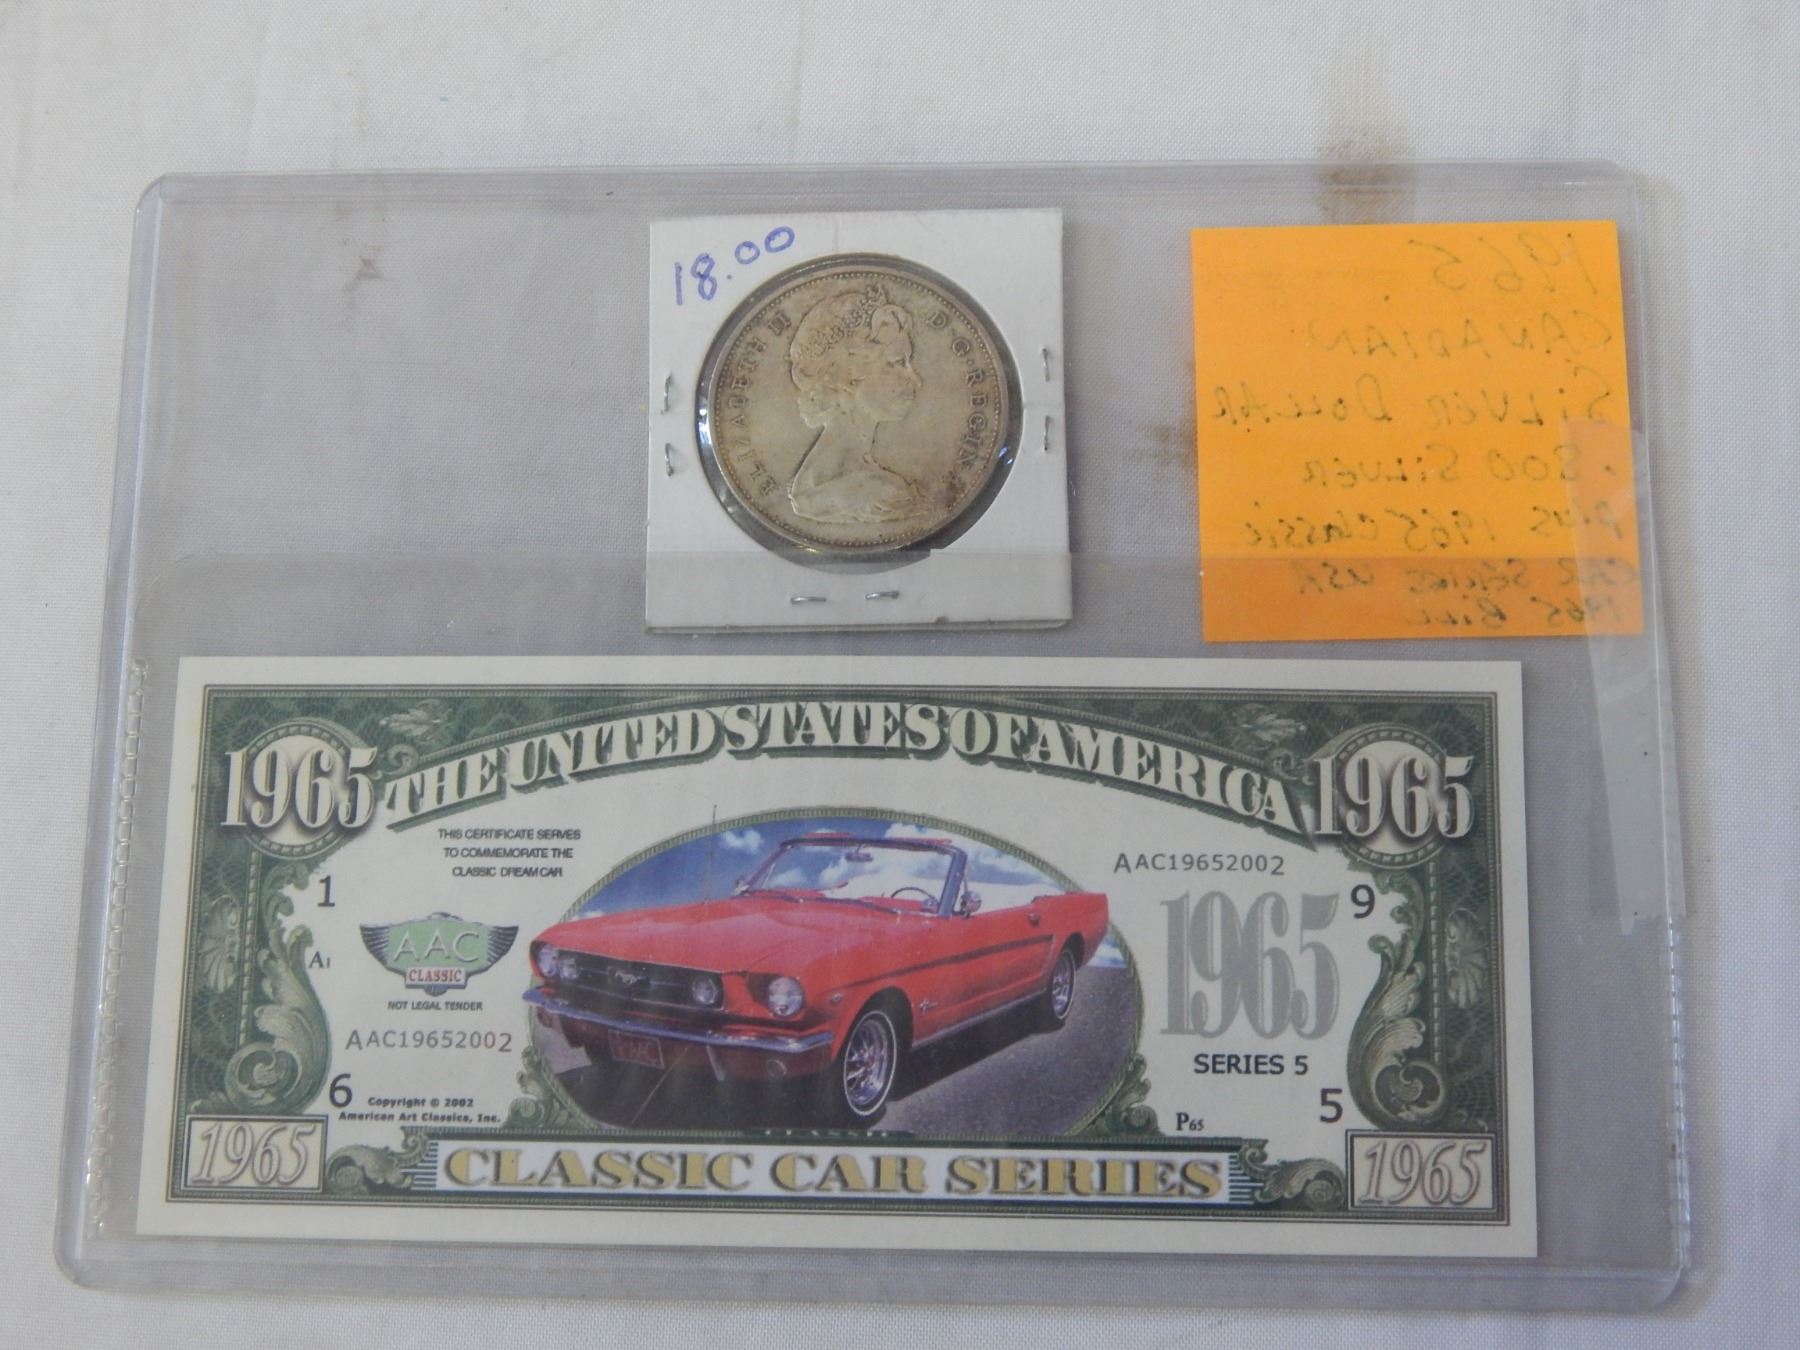 18.00
ELIZABETH II D·G·REGINA
1965
CANADIAN
SiLVER DOLLAR
.800 SiLVER
plus 1965 classic
CAR SERIES USA
1965 Bill
THE UNITED STATES OF AMERICA
1965
1965
THIS CERTIFICATE SERVES
TO COMMEMORATE THE
CLASSIC DREAM CAR
AAC19652002
1
9
1965
A1
AAC
CLASSIC
NOT LEGAL TENDER
AAC19652002
SERIES 5
6
5
Copyright © 2002
American Art Classics, Inc.
P65
AAC
1965
CLASSIC CAR SERIES
1965